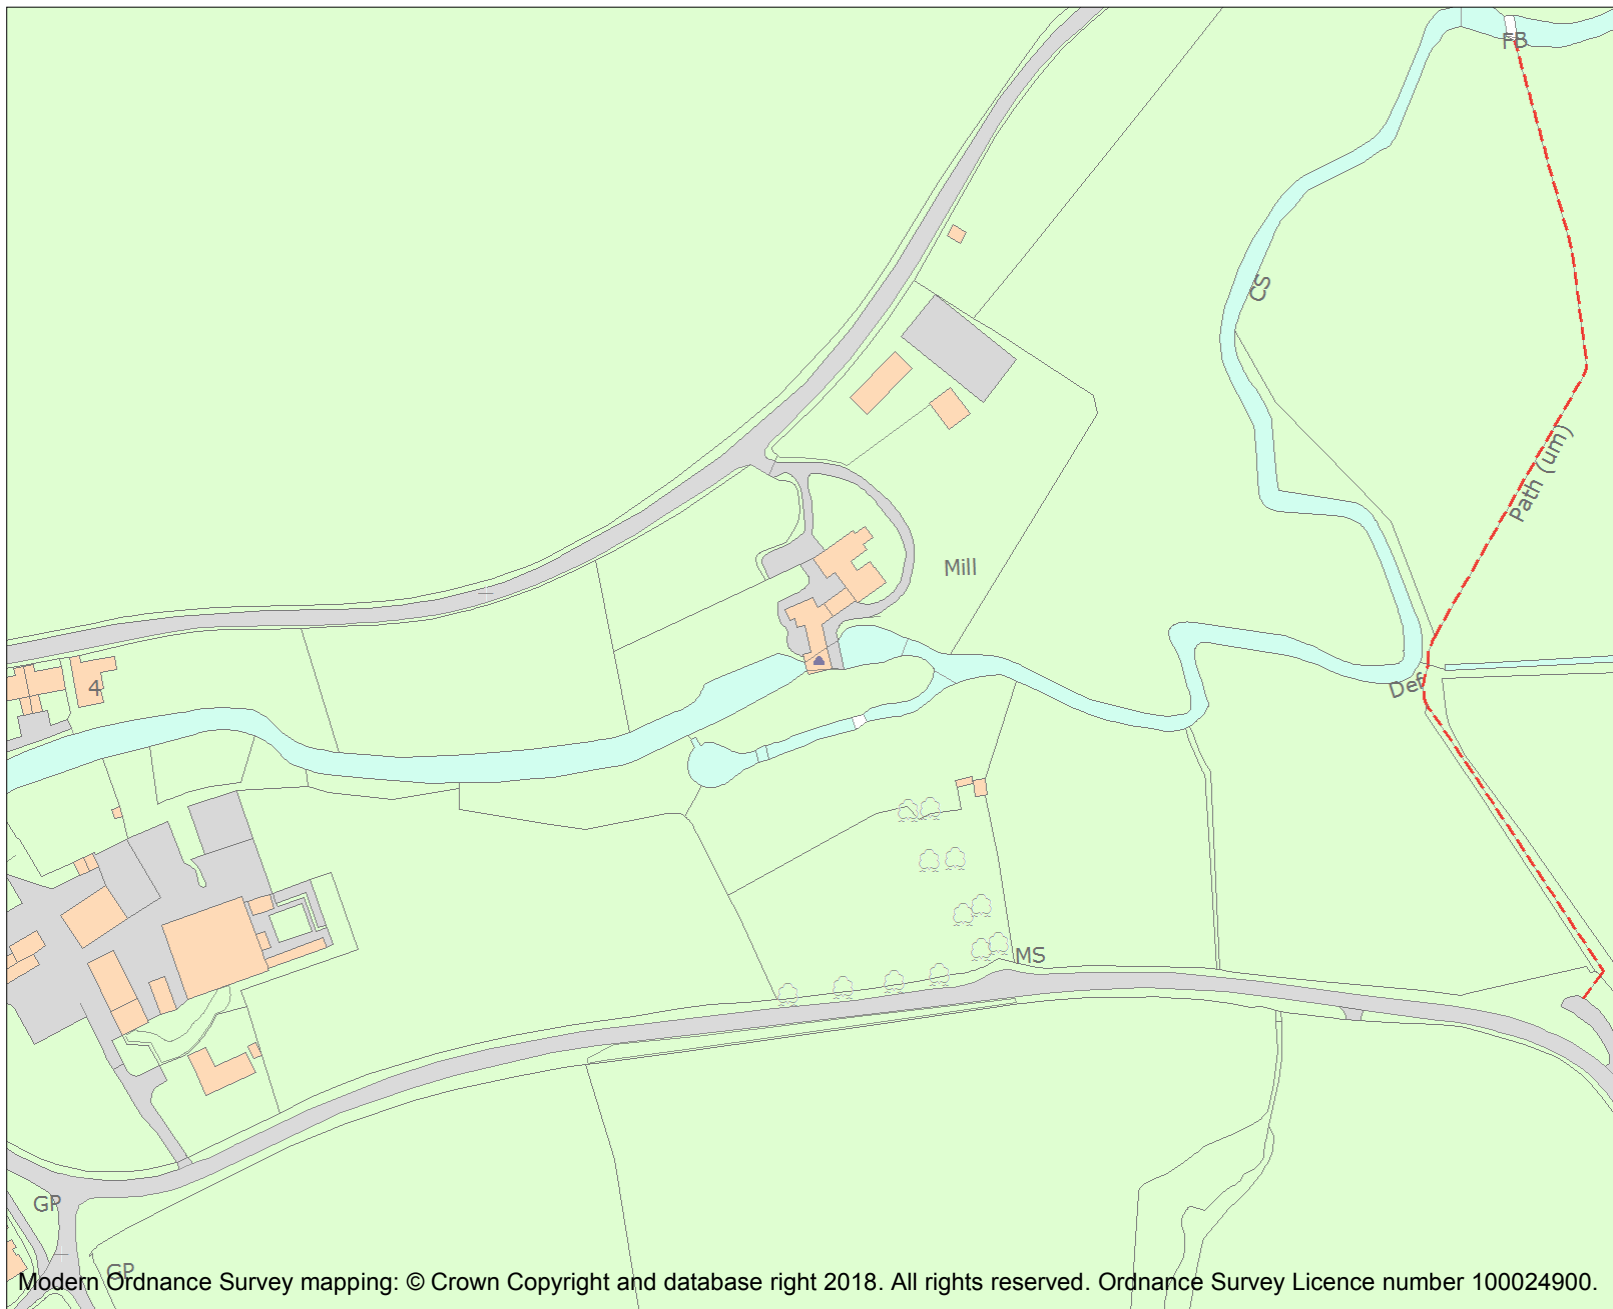 FB
CS
Path (um)
Mill
Def
4
MS
GP
GP
Modern Ordnance Survey mapping: © Crown Copyright and database right 2018. All rights reserved. Ordnance Survey Licence number 100024900.